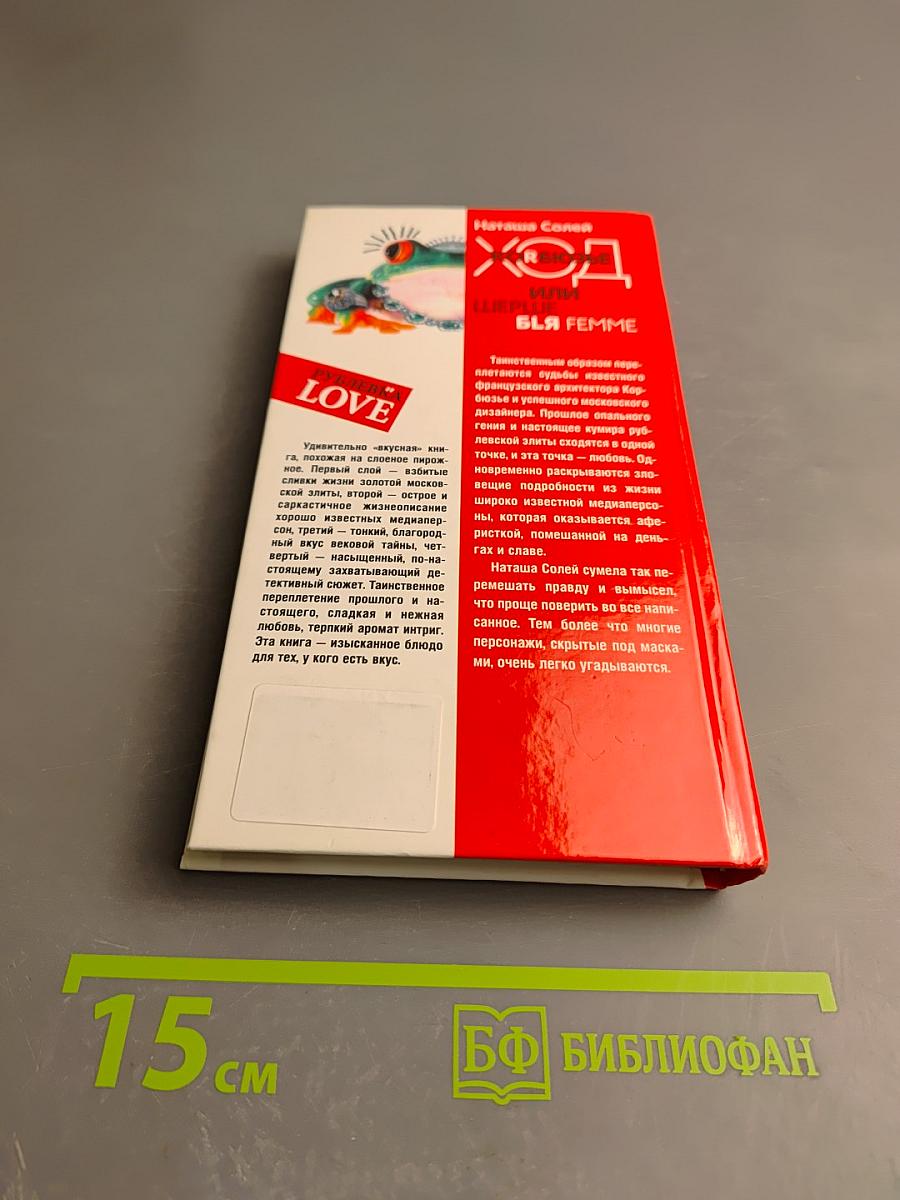 Наташа Солей
ХОД
КОRБЮЗЬЕ
ИЛИ
ШЕРШЕ
БLЯ FEMME
РУБЛЕВКА
LOVE
Удивительно «вкусная» кни-
га, похожая на слоеное пирож-
ное. Первый слой — взбитые
сливки жизни золотой москов-
ской элиты, второй — острое и
саркастичное жизнеописание
хорошо известных медиапер-
сон, третий — тонкий, благород-
ный вкус вековой тайны, чет-
вертый — насыщенный, по-на-
стоящему захватывающий де-
тективный сюжет. Таинственное
переплетение прошлого и на-
стоящего, сладкая и нежная
любовь, терпкий аромат интриг.
Эта книга — изысканное блюдо
для тех, у кого есть вкус.
Таинственным образом пере-
плетаются судьбы известного
французского архитектора Кор-
бюзье и успешного московского
дизайнера. Прошлое опального
гения и настоящее кумира руб-
левской элиты сходятся в одной
точке, и эта точка — любовь. Од-
новременно раскрываются зло-
вещие подробности из жизни
широко известной медиаперсо-
ны, которая оказывается афе-
ристкой, помешанной на день-
гах и славе.
Наташа Солей сумела так пе-
ремешать правду и вымысел,
что проще поверить во все напи-
санное. Тем более что многие
персонажи, скрытые под маска-
ми, очень легко угадываются.
15 см
БФ БИБЛИОФАН